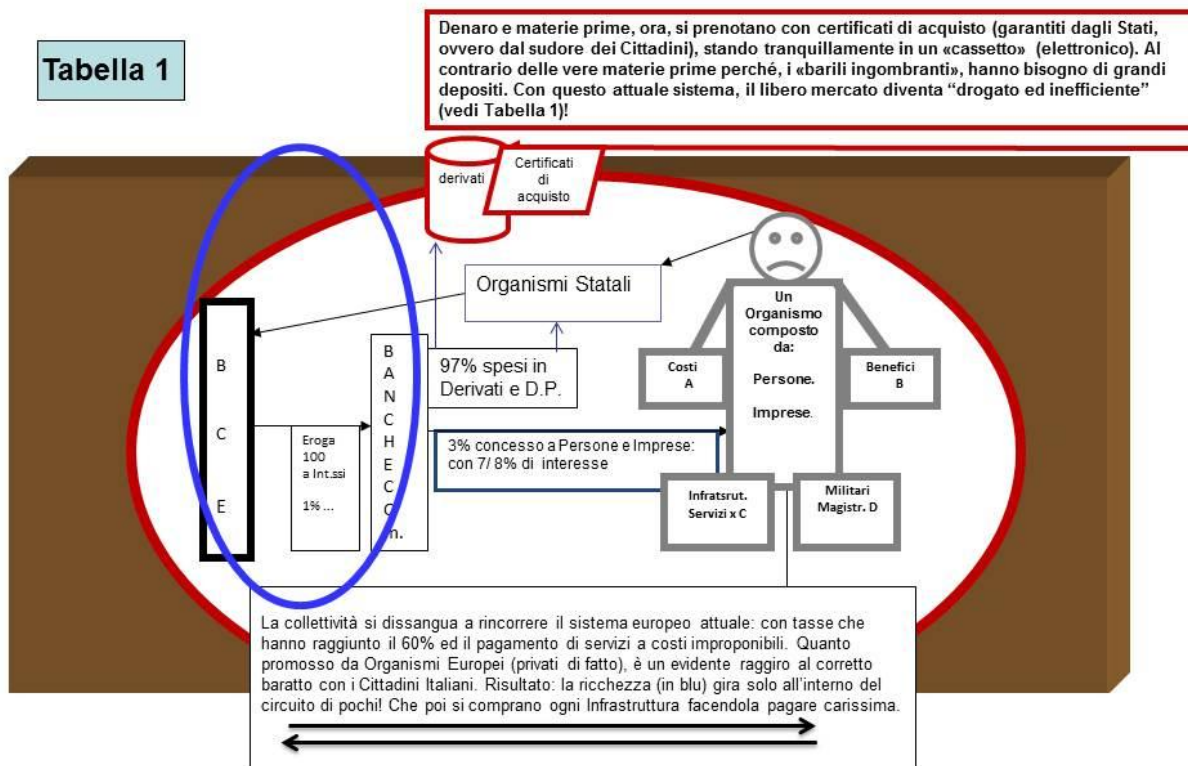 Denaro e materie prime, ora, si prenotano con certificati di acquisto (garantiti dagli Stati,
ovvero dal sudore dei Cittadini), stando tranquillamente in un «cassetto» (elettronico). Al
contrario delle vere materie prime perché, i «barili ingombranti», hanno bisogno di grandi
depositi. Con questo attuale sistema, il libero mercato diventa “drogato ed inefficiente”
(vedi Tabella 1)!
Tabella 1
derivati
Certificati
di
acquisto
Organismi Statali
B
C
E
Eroga
100
a Int.ssi
1% ...
B
A
N
C
H
E
C
O
m.
97% spesi in
Derivati e D.P.
3% concesso a Persone e Imprese:
con 7/ 8% di interesse
Un
Organismo
composto
da:
Persone.
Imprese.
Costi
A
Benefici
B
Infratsrut.
Servizi x C
Militari
Magistr. D
La collettività si dissangua a rincorrere il sistema europeo attuale: con tasse che
hanno raggiunto il 60% ed il pagamento di servizi a costi improponibili. Quanto
promosso da Organismi Europei (privati di fatto), è un evidente raggiro al corretto
baratto con i Cittadini Italiani. Risultato: la ricchezza (in blu) gira solo all’interno del
circuito di pochi! Che poi si comprano ogni Infrastruttura facendola pagare carissima.